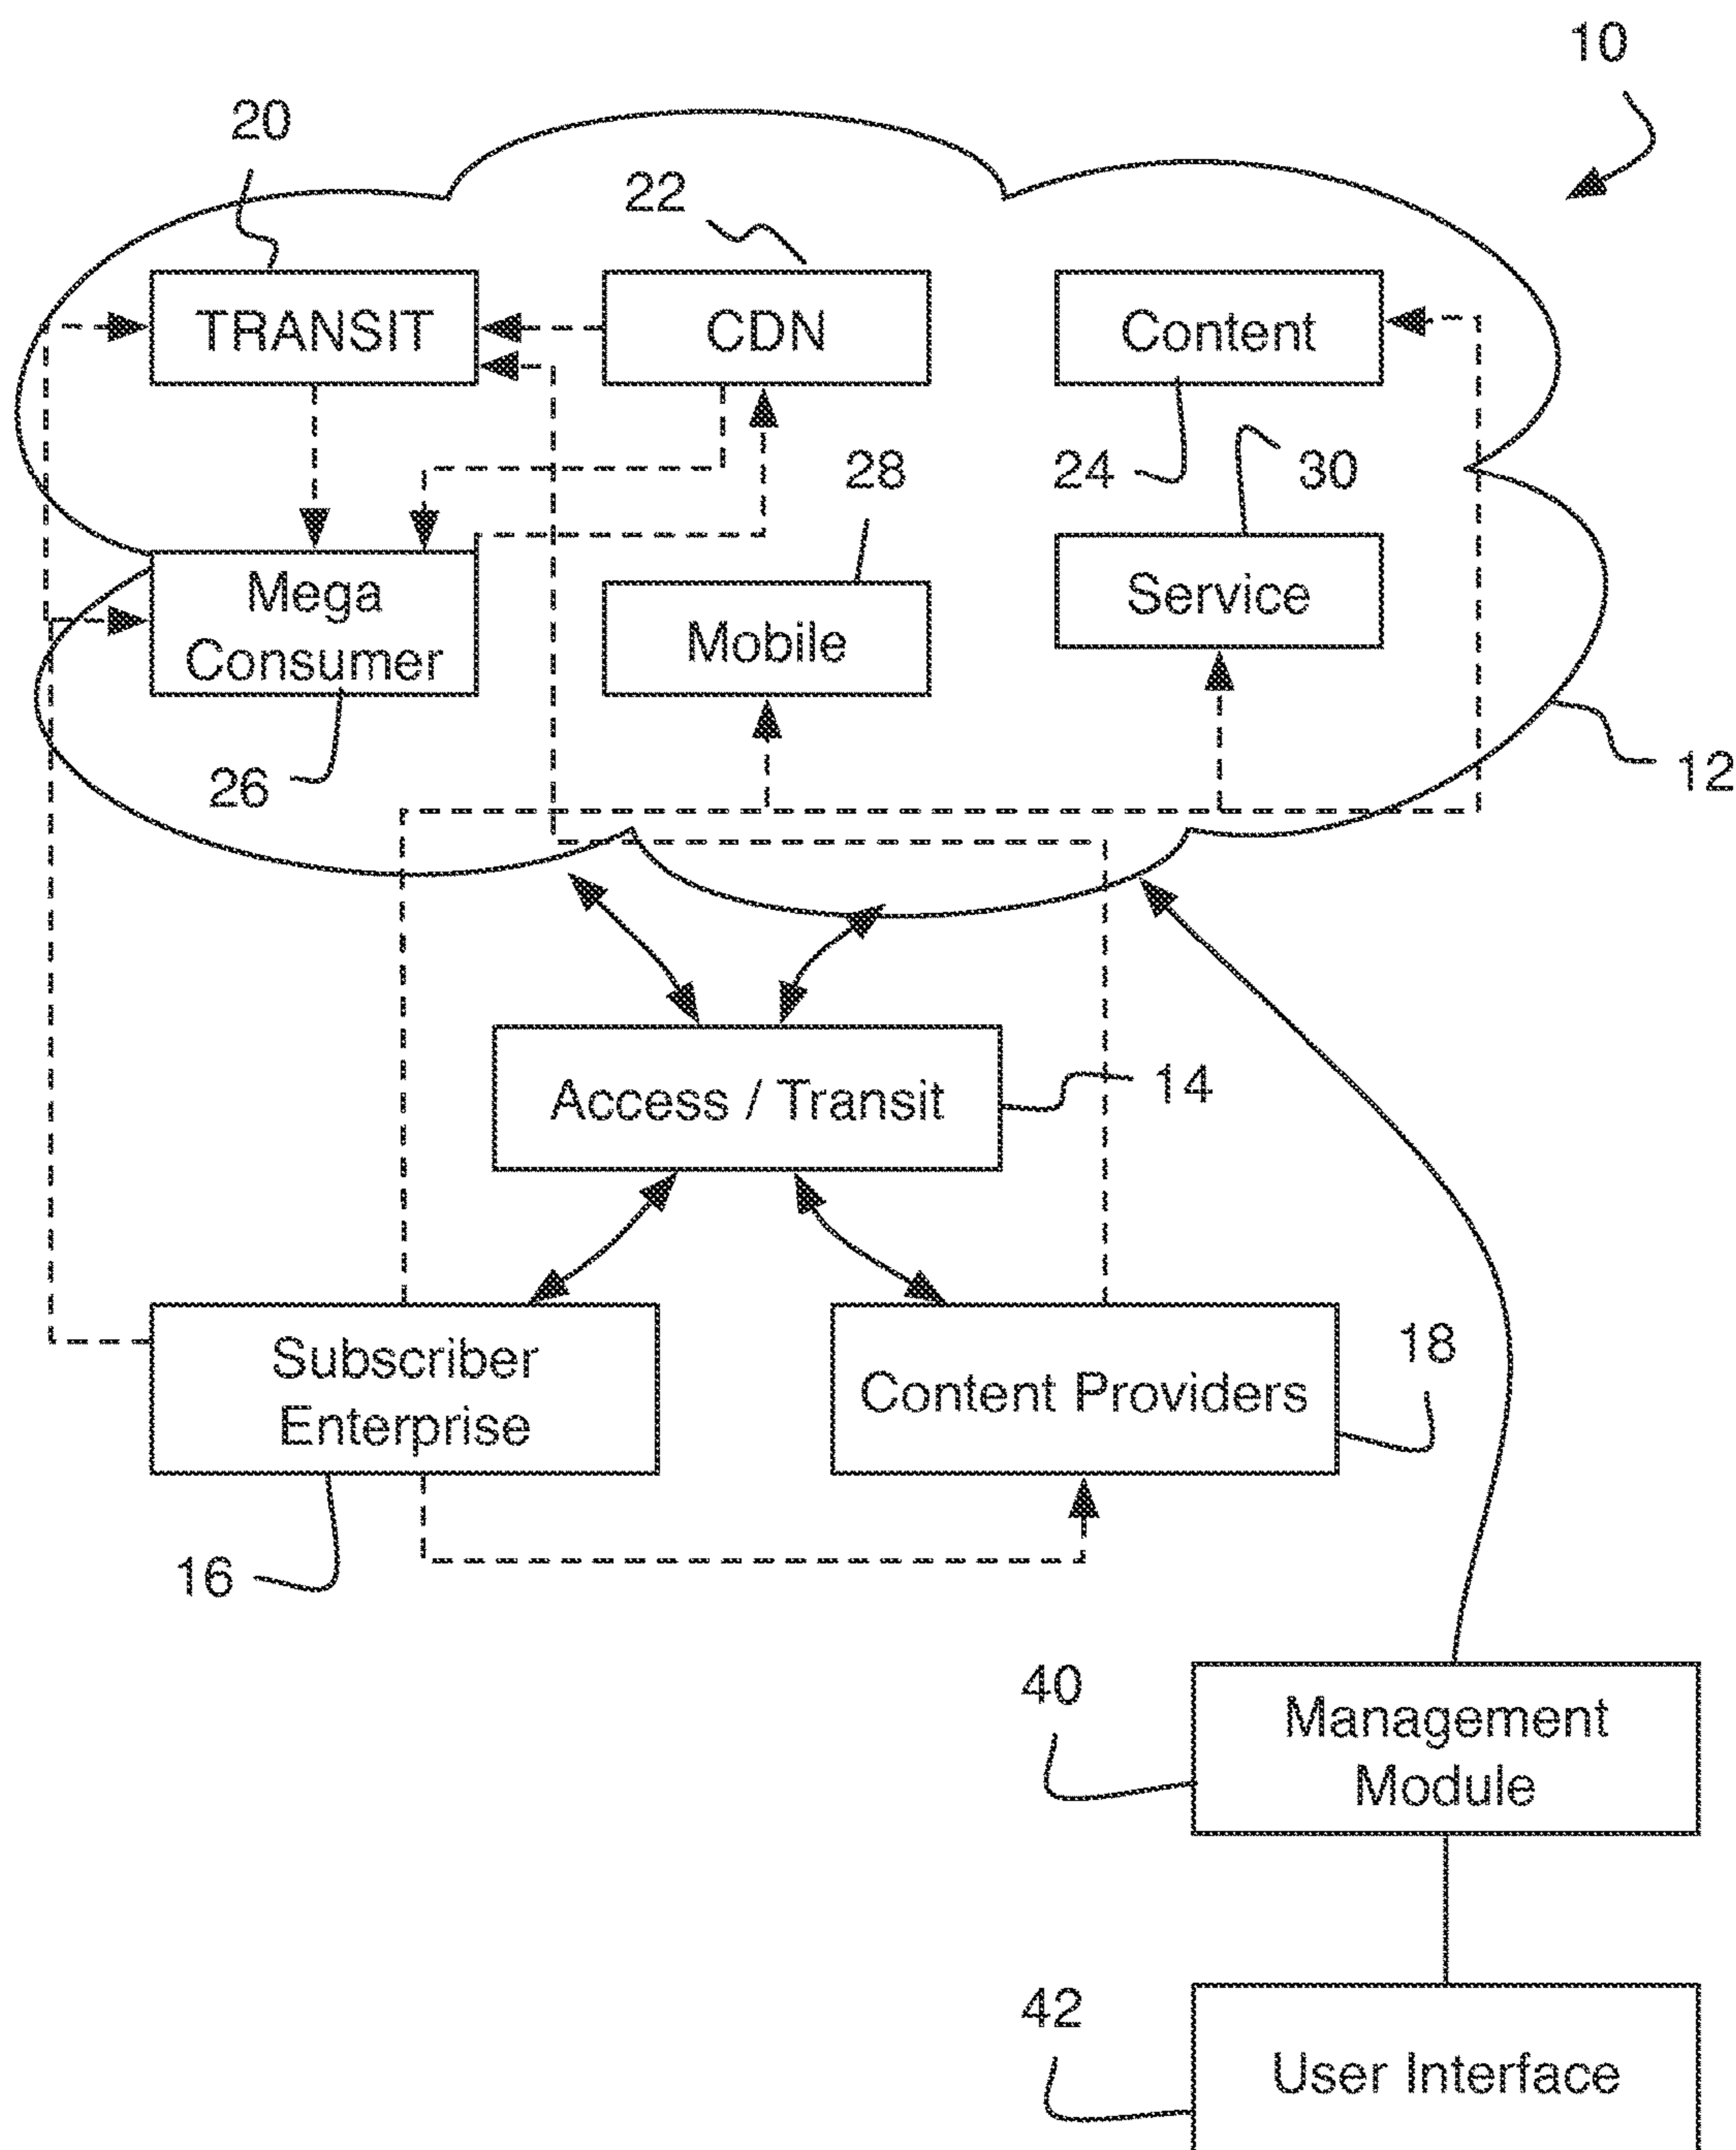 10
20
22
TRANSIT
CDN
Content
28
24
30
Mega
Consumer
Mobile
Service
26
12
Access / Transit
14
Subscriber
Enterprise
Content Providers
18
16
40
Management
Module
42
User Interface